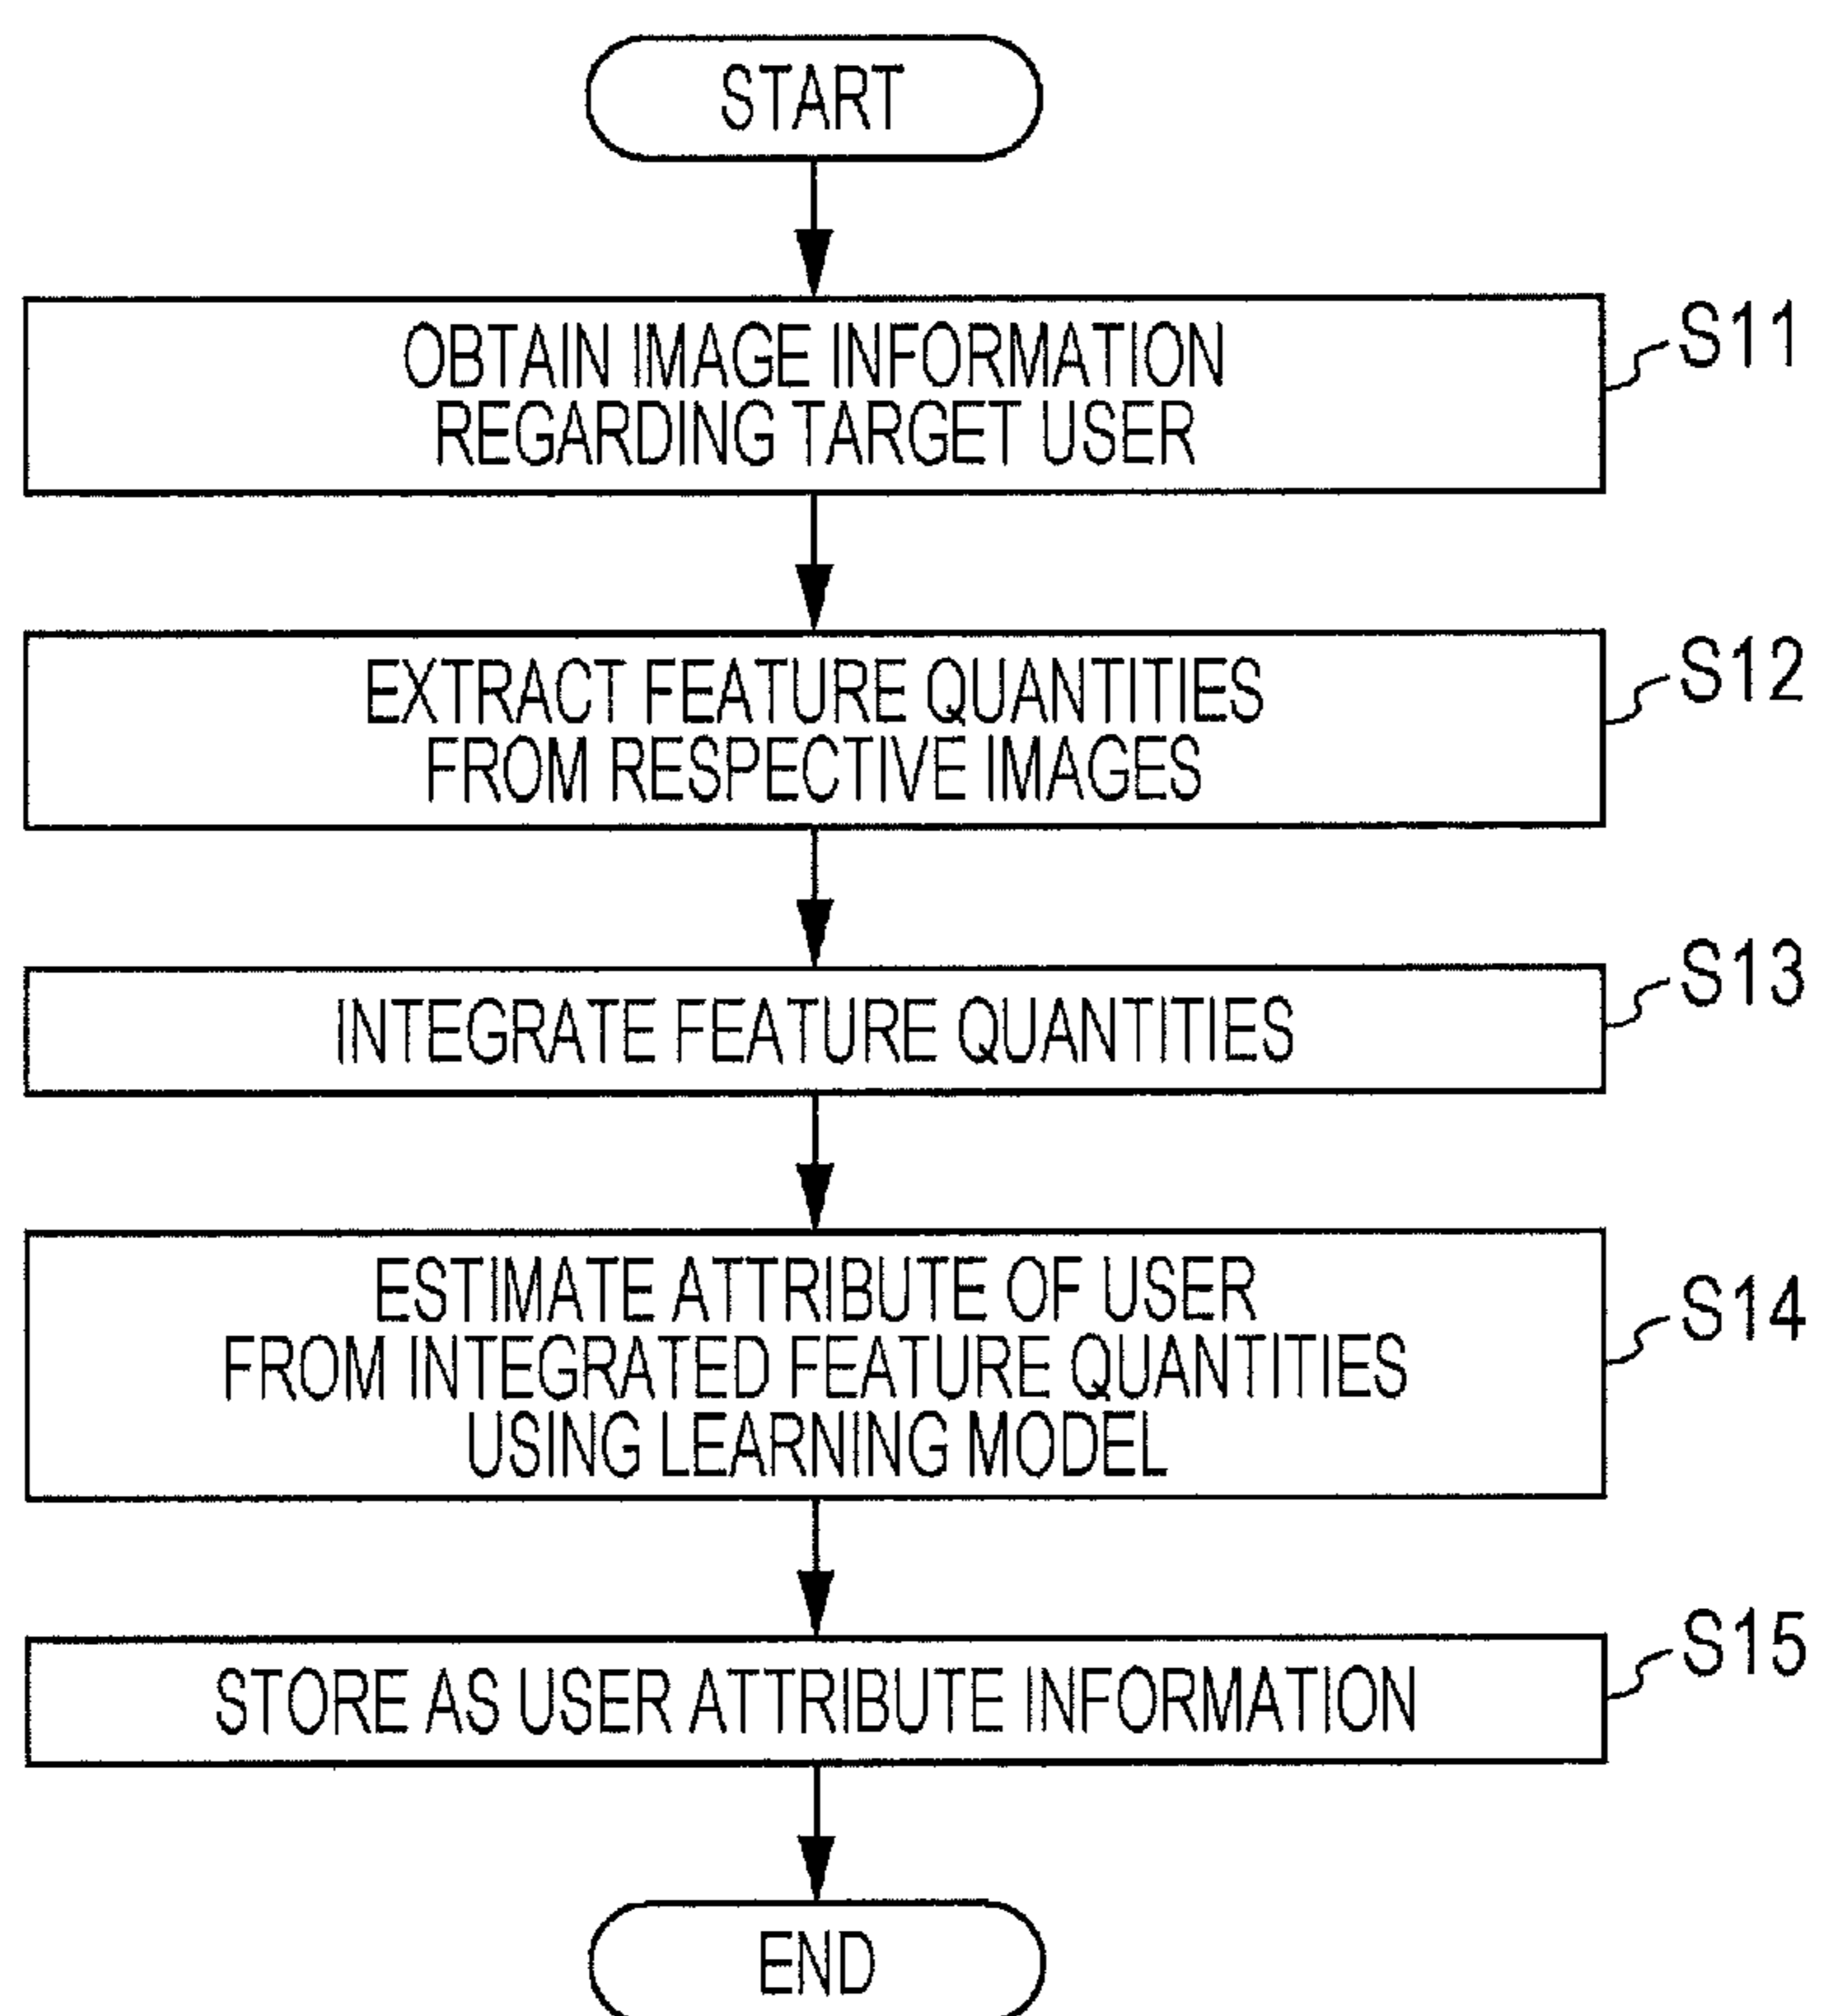 START
OBTAIN IMAGE INFORMATION
REGARDING TARGET USER
S11
EXTRACT FEATURE QUANTITIES
FROM RESPECTIVE IMAGES
S12
INTEGRATE FEATURE QUANTITIES
S13
ESTIMATE ATTRIBUTE OF USER
FROM INTEGRATED FEATURE QUANTITIES
USING LEARNING MODEL
S14
STORE AS USER ATTRIBUTE INFORMATION
S15
END